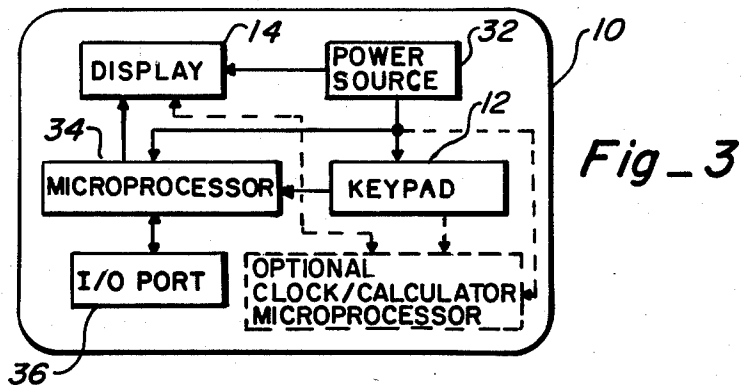 14
32
10
DISPLAY
POWER
SOURCE
12
34
MICROPROCESSOR
KEYPAD
Fig_3
I/O PORT
OPTIONAL
CLOCK/CALCULATOR
MICROPROCESSOR
36